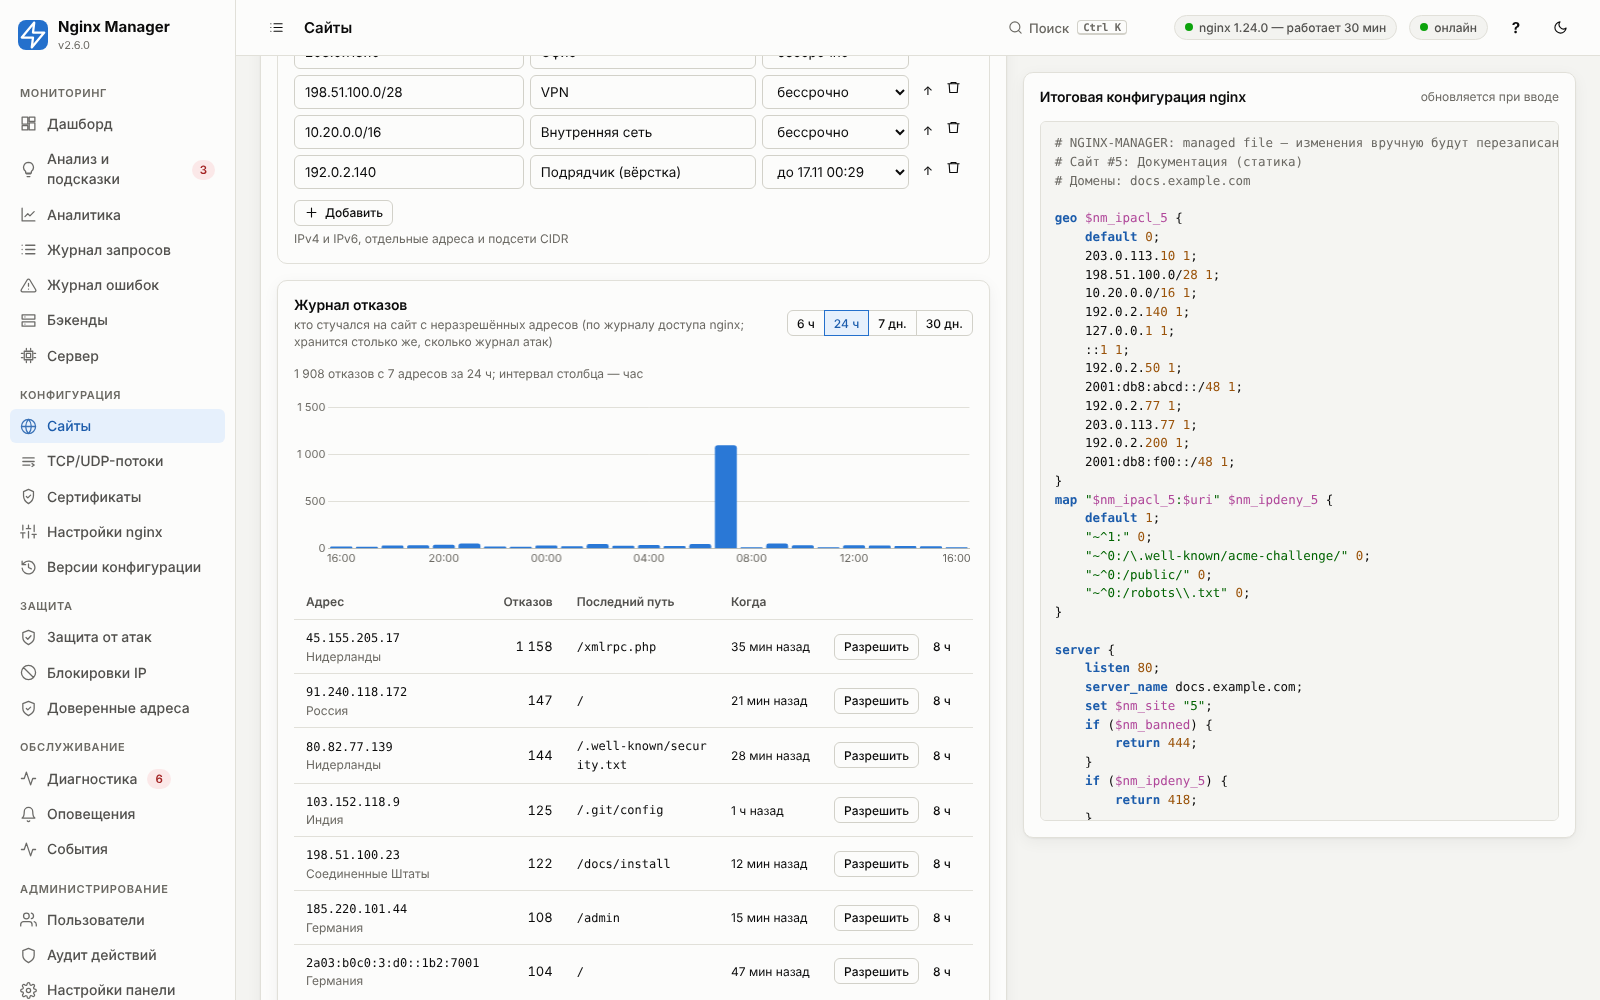 Nginx Manager
v2.6.0
Сайты
Поиск Ctrl K
nginx 1.24.0 — работает 30 мин
онлайн
?
МОНИТОРИНГ
Дашборд
Анализ и
подсказки
3
Аналитика
Журнал запросов
Журнал ошибок
Бэкенды
Сервер
КОНФИГУРАЦИЯ
Сайты
TCP/UDP-потоки
Сертификаты
Настройки nginx
Версии конфигурации
ЗАЩИТА
Защита от атак
Блокировки IP
Доверенные адреса
ОБСЛУЖИВАНИЕ
Диагностика 6
Оповещения
События
АДМИНИСТРИРОВАНИЕ
Пользователи
Аудит действий
Настройки панели
198.51.100.0/28 VPN бессрочно
10.20.0.0/16 Внутренняя сеть бессрочно
192.0.2.140 Подрядчик (вёрстка) до 17.11 00:29
Добавить
IPv4 и IPv6, отдельные адреса и подсети CIDR
Журнал отказов
кто стучался на сайт с неразрешённых адресов (по журналу доступа nginx;
хранится столько же, сколько журнал атак)
6 ч 24 ч 7 дн. 30 дн.
1 908 отказов с 7 адресов за 24 ч; интервал столбца — час
1 500
1 000
500
0
16:00 20:00 00:00 04:00 08:00 12:00 16:00
Адрес Отказов Последний путь Когда
45.155.205.17
Нидерланды
1 158 /xmlrpc.php 35 мин назад Разрешить 8 ч
91.240.118.172
Россия
147 / 21 мин назад Разрешить 8 ч
80.82.77.139
Нидерланды
144 /.well-known/secur
ity.txt
28 мин назад Разрешить 8 ч
103.152.118.9
Индия
125 /.git/config 1 ч назад Разрешить 8 ч
198.51.100.23
Соединенные Штаты
122 /docs/install 12 мин назад Разрешить 8 ч
185.220.101.44
Германия
108 /admin 15 мин назад Разрешить 8 ч
2a03:b0c0:3:d0::1b2:7001
Германия
104 / 47 мин назад Разрешить 8 ч
Итоговая конфигурация nginx
обновляется при вводе
# NGINX-MANAGER: managed file — изменения вручную будут перезаписан
# Сайт #5: Документация (статика)
# Домены: docs.example.com
geo $nm_ipacl_5 {
default 0;
203.0.113.10 1;
198.51.100.0/28 1;
10.20.0.0/16 1;
192.0.2.140 1;
127.0.0.1 1;
::1 1;
192.0.2.50 1;
2001:db8:abcd::/48 1;
192.0.2.77 1;
203.0.113.77 1;
192.0.2.200 1;
2001:db8:f00::/48 1;
}
map "$nm_ipacl_5:$uri" $nm_ipdeny_5 {
default 1;
"~^1:" 0;
"~^0:/\.well-known/acme-challenge/" 0;
"~^0:/public/" 0;
"~^0:/robots\\.txt" 0;
}
server {
listen 80;
server_name docs.example.com;
set $nm_site "5";
if ($nm_banned) {
return 444;
}
if ($nm_ipdeny_5) {
return 418;
}